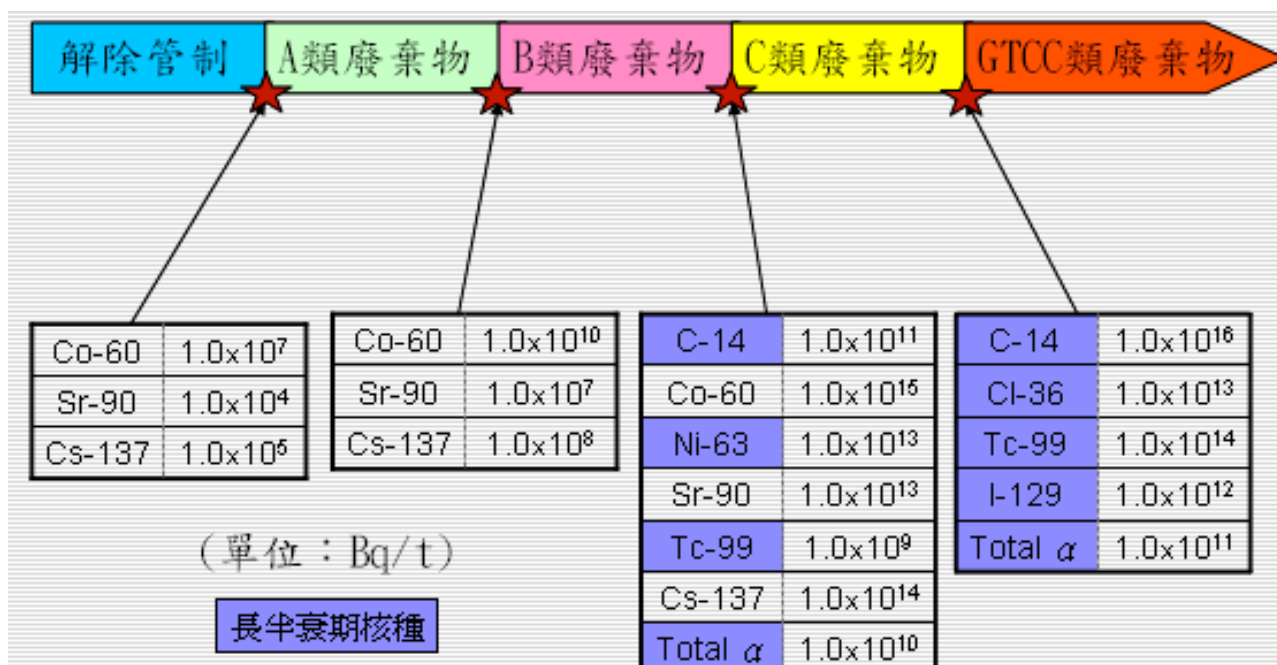 解除管制 A類廢棄物 B類廢棄物 C類廢棄物 GTCC類廢棄物
Co-60 1.0x10⁷
Sr-90 1.0x10⁴
Cs-137 1.0x10⁵
Co-60 1.0x10¹⁰
Sr-90 1.0x10⁷
Cs-137 1.0x10⁸
C-14 1.0x10¹¹
Co-60 1.0x10¹⁵
Ni-63 1.0x10¹³
Sr-90 1.0x10¹³
Tc-99 1.0x10⁹
Cs-137 1.0x10¹⁴
Total α 1.0x10¹⁰
C-14 1.0x10¹⁶
Cl-36 1.0x10¹³
Tc-99 1.0x10¹⁴
I-129 1.0x10¹²
Total α 1.0x10¹¹
(單位：Bq/t)
長半衰期核種